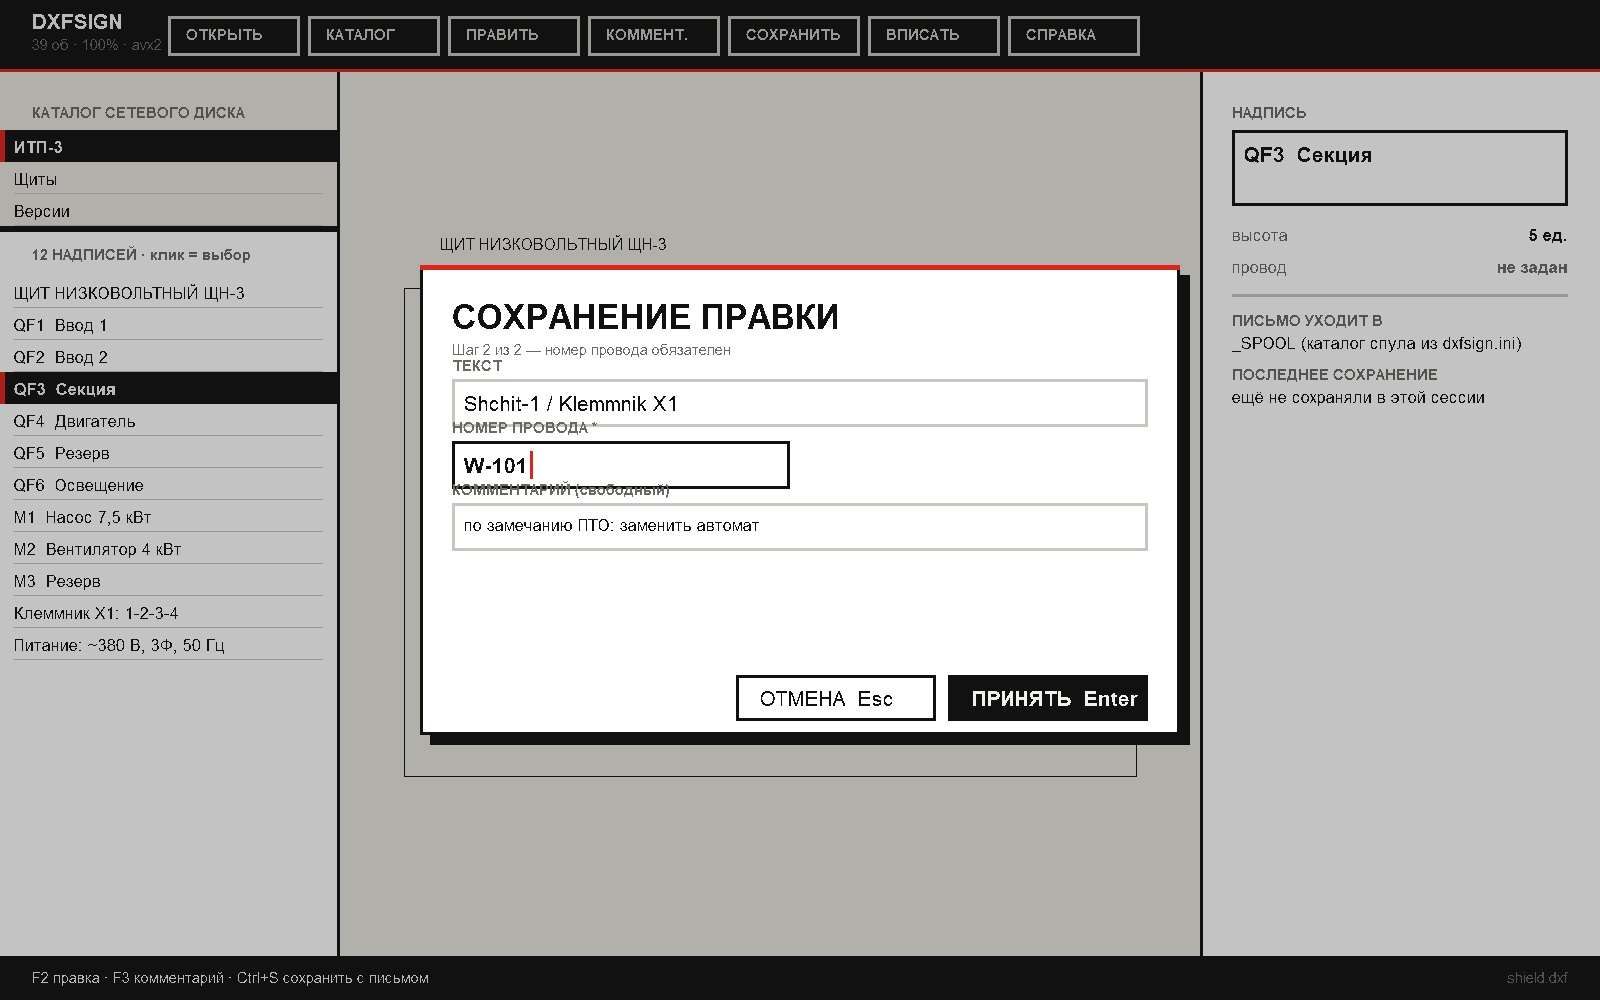 DXFSIGN
39 об · 100% · avx2
ОТКРЫТЬ
КАТАЛОГ
ПРАВИТЬ
КОММЕНТ.
СОХРАНИТЬ
ВПИСАТЬ
СПРАВКА
КАТАЛОГ СЕТЕВОГО ДИСКА
ИТП-3
Щиты
Версии
12 НАДПИСЕЙ · клик = выбор
ЩИТ НИЗКОВОЛЬТНЫЙ ЩН-3
QF1 Ввод 1
QF2 Ввод 2
QF3 Секция
QF4 Двигатель
QF5 Резерв
QF6 Освещение
M1 Насос 7,5 кВт
M2 Вентилятор 4 кВт
M3 Резерв
Клеммник X1: 1-2-3-4
Питание: ~380 В, 3Ф, 50 Гц
ЩИТ НИЗКОВОЛЬТНЫЙ ЩН-3
СОХРАНЕНИЕ ПРАВКИ
Шаг 2 из 2 — номер провода обязателен
ТЕКСТ
Shchit-1 / Klemmnik X1
НОМЕР ПРОВОДА *
W-101
КОММЕНТАРИЙ (свободный)
по замечанию ПТО: заменить автомат
ОТМЕНА Esc
ПРИНЯТЬ Enter
НАДПИСЬ
QF3 Секция
высота 5 ед.
провод не задан
ПИСЬМО УХОДИТ В
_SPOOL (каталог спула из dxfsign.ini)
ПОСЛЕДНЕЕ СОХРАНЕНИЕ
ещё не сохраняли в этой сессии
F2 правка · F3 комментарий · Ctrl+S сохранить с письмом
shield.dxf